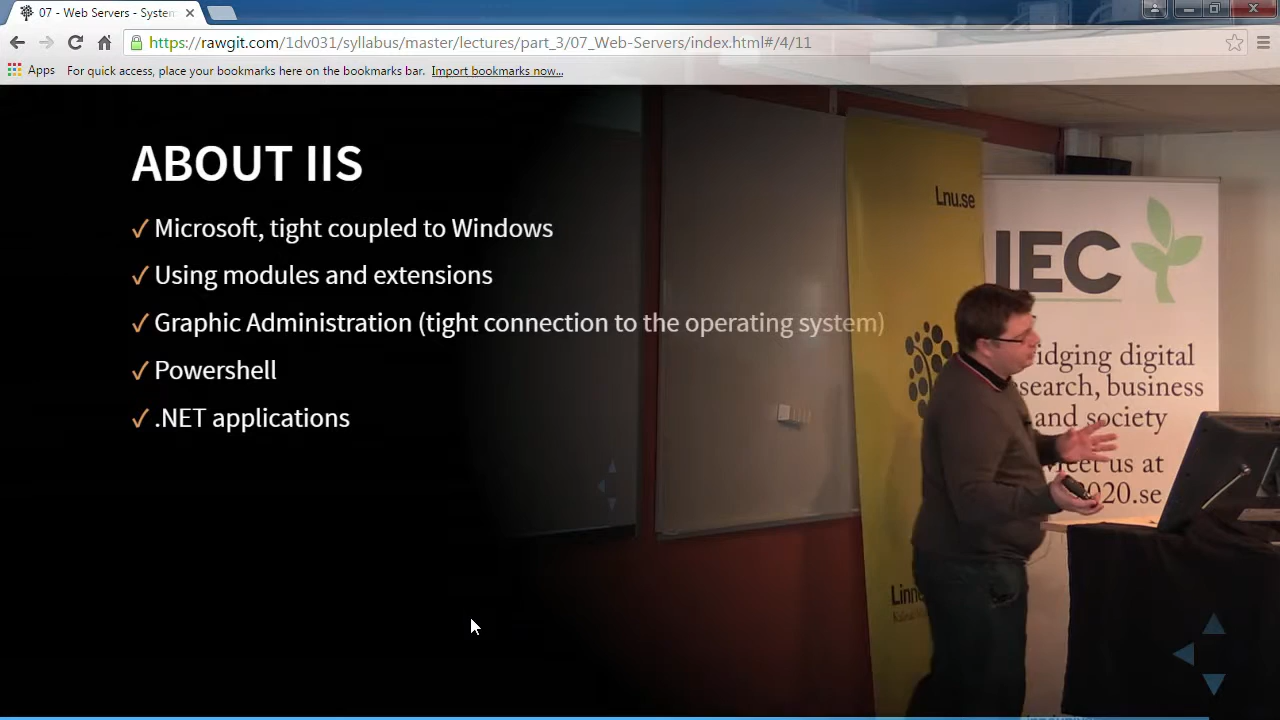 07 - Web Servers - System
https://rawgit.com/1dv031/syllabus/master/lectures/part_3/07_Web-Servers/index.html#/4/11
Apps For quick access, place your bookmarks here on the bookmarks bar. Import bookmarks now...
ABOUT IIS
✓ Microsoft, tight coupled to Windows
✓ Using modules and extensions
✓ Graphic Administration (tight connection to the operating system)
✓ Powershell
✓ .NET applications
Lnu.se
IEC
idging digital
search, business
and society
Meet us at
2020.se
Linn